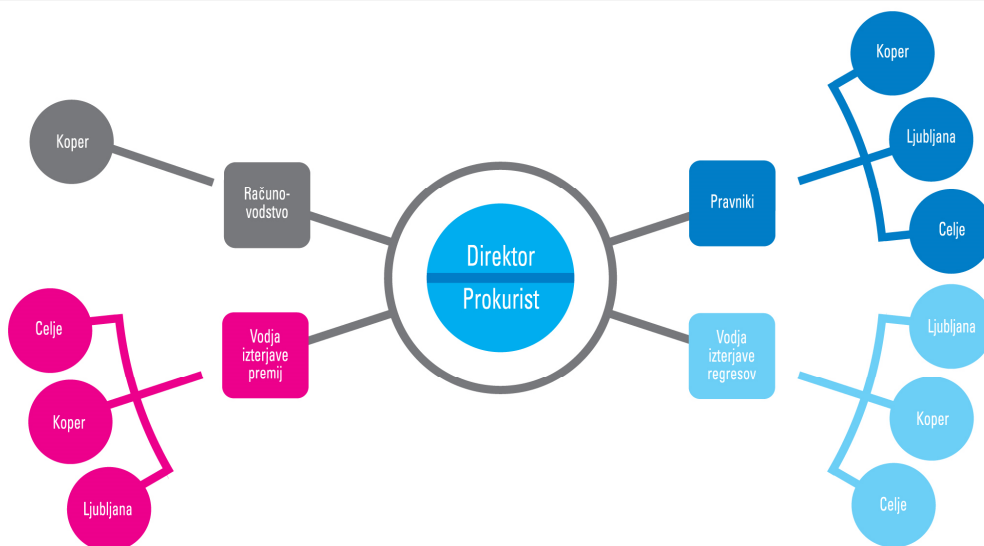 Koper
Računo-
vodstvo
Direktor
Prokurist
Pravniki
Koper
Ljubljana
Celje
Celje
Koper
Ljubljana
Vodja
izterjave
premij
Vodja
izterjave
regresov
Ljubljana
Koper
Celje